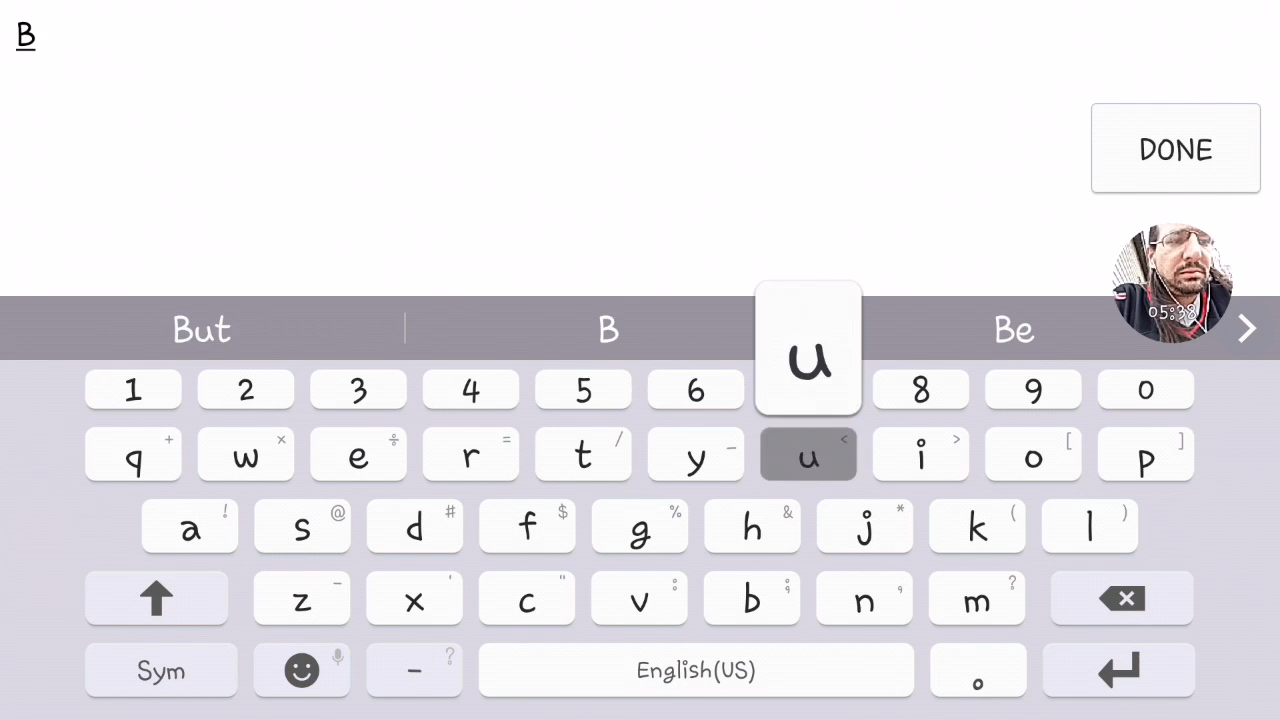 B
DONE
05:38
But B Be
u
1 2 3 4 5 6 8 9 0
q + w × e ÷ r = t / y - u < i > o [ p ]
a ! s @ d # f $ g % h & j * k ( l )
z - x ' c " v : b ; n , m ?
Sym - ? English(US) .